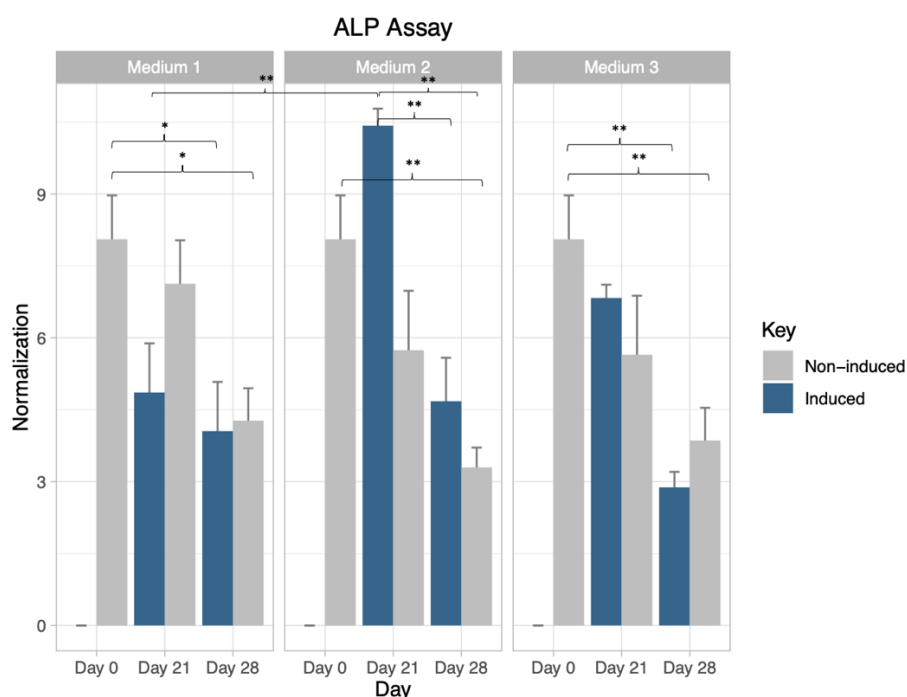 ALP Assay
Medium 1 Medium 2 Medium 3
** **
* ** **
* ** **
9
6
3
0
Normalization
Day 0 Day 21 Day 28 Day 0 Day 21 Day 28 Day 0 Day 21 Day 28
Day
Key
Non-induced
Induced